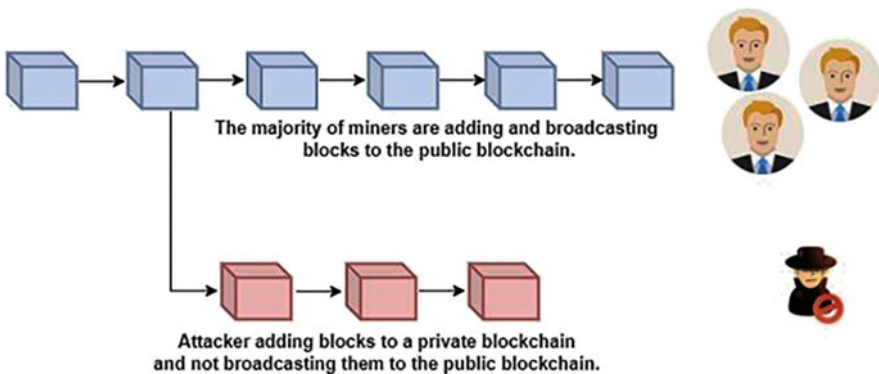 The majority of miners are adding and broadcasting
blocks to the public blockchain.
Attacker adding blocks to a private blockchain
and not broadcasting them to the public blockchain.